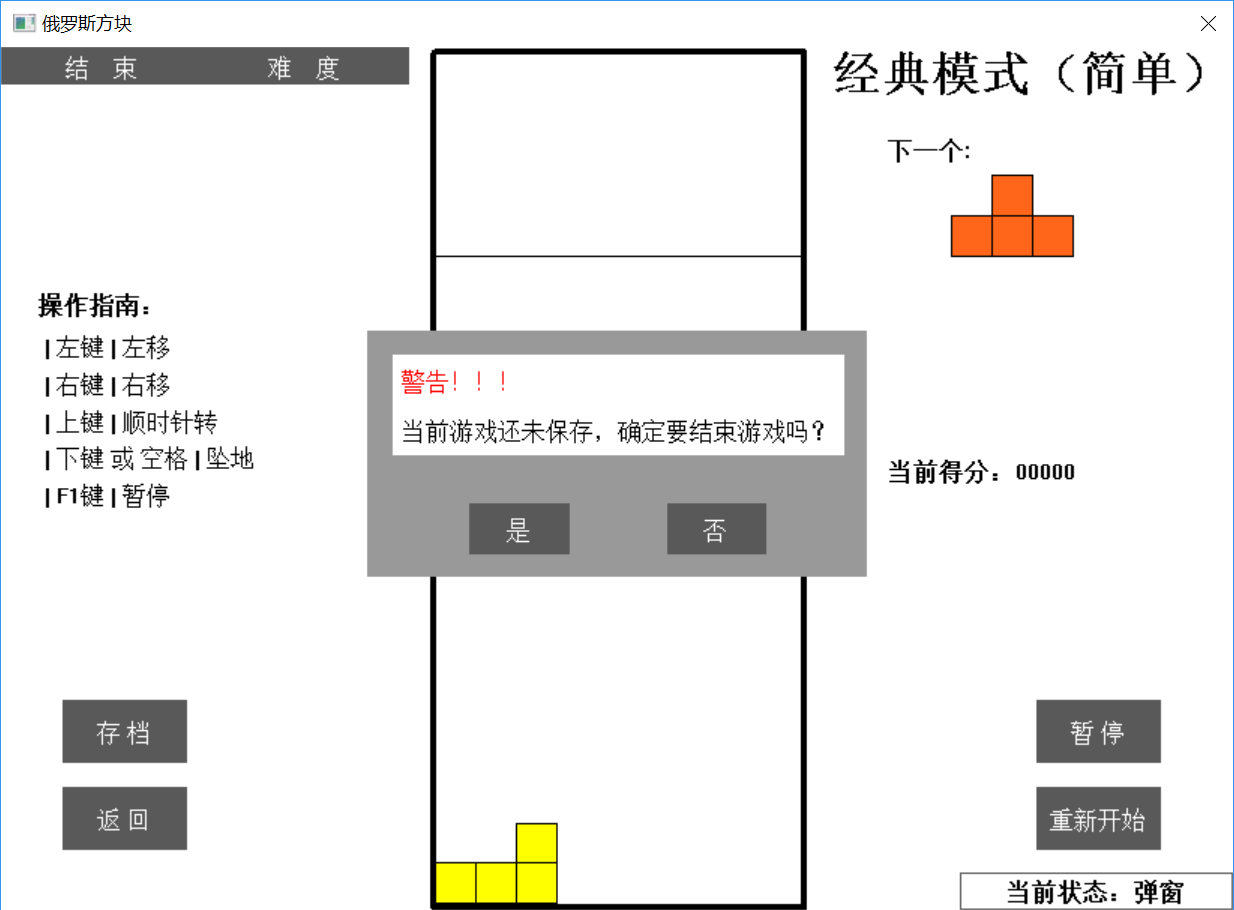 俄罗斯方块
结 束 难 度
经典模式（简单）
下一个:
操作指南：
|左键|左移
|右键|右移
|上键|顺时针转
|下键 或 空格|坠地
|F1键|暂停
警告！！！
当前游戏还未保存，确定要结束游戏吗？
是 否
当前得分：00000
存 档
返 回
暂 停
重新开始
当前状态：弹窗